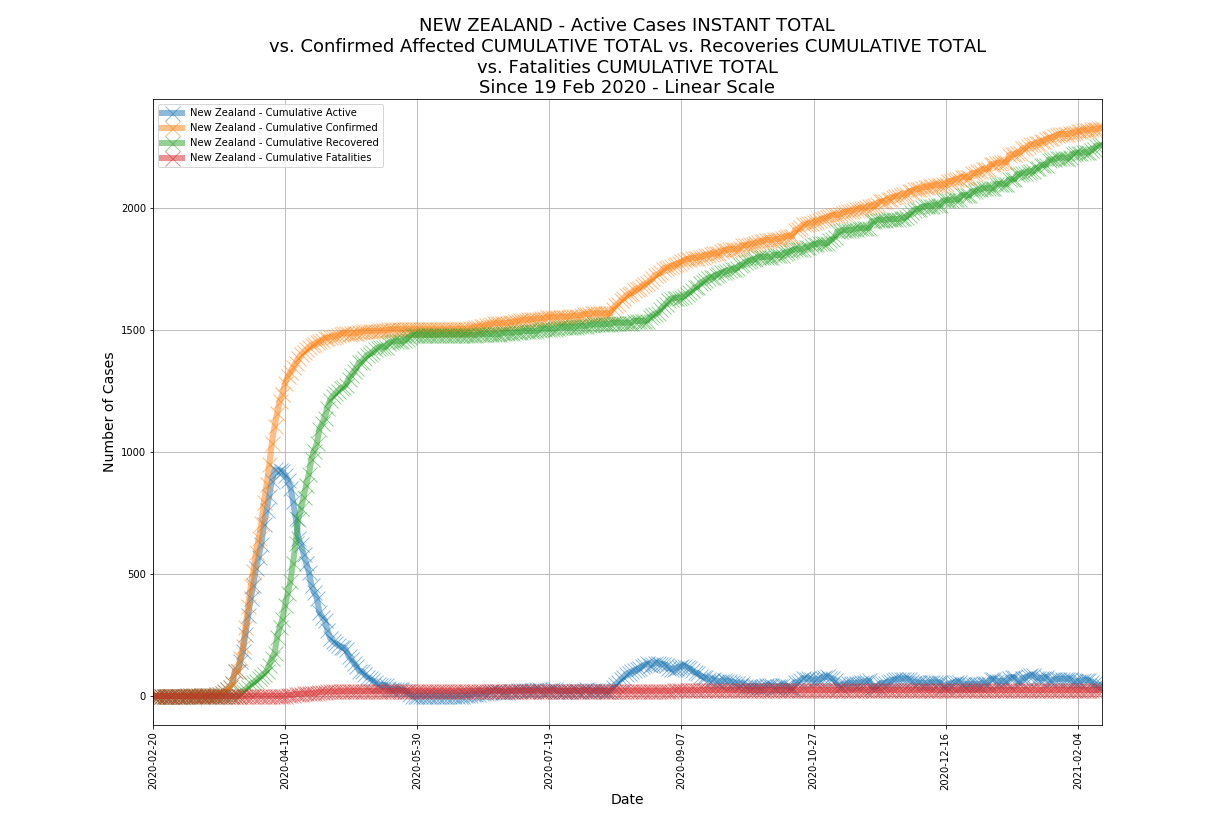 NEW ZEALAND - Active Cases INSTANT TOTAL
vs. Confirmed Affected CUMULATIVE TOTAL vs. Recoveries CUMULATIVE TOTAL
vs. Fatalities CUMULATIVE TOTAL
Since 19 Feb 2020 - Linear Scale
New Zealand - Cumulative Active
New Zealand - Cumulative Confirmed
New Zealand - Cumulative Recovered
New Zealand - Cumulative Fatalities
Number of Cases
2000
1500
1000
500
0
2020-02-20
2020-04-10
2020-05-30
2020-07-19
2020-09-07
2020-10-27
2020-12-16
2021-02-04
Date